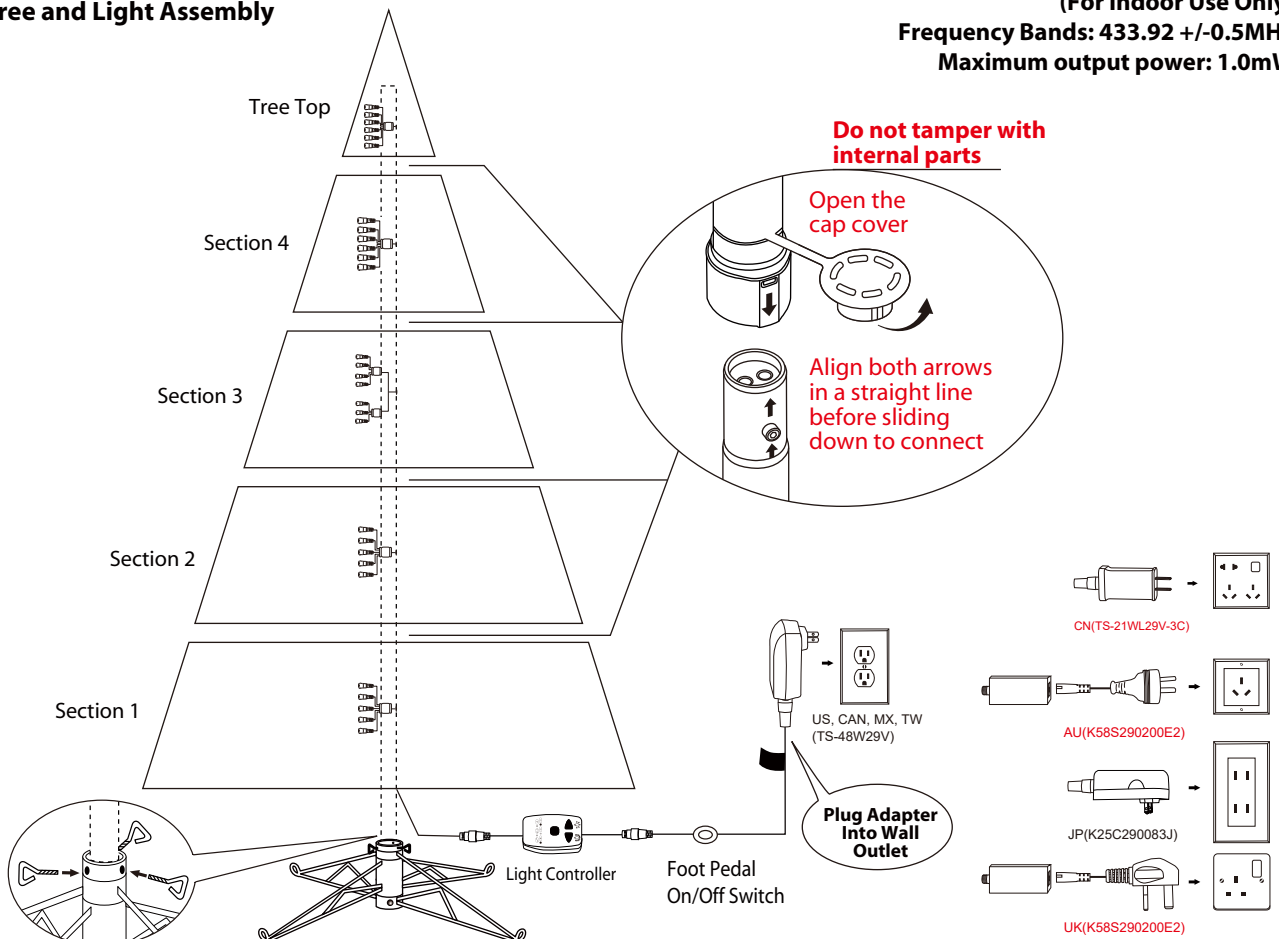 ree and Light Assembly
(For Indoor Use Only
Frequency Bands: 433.92 +/-0.5MH
Maximum output power: 1.0mW
Tree Top
Section 4
Section 3
Section 2
Section 1
Do not tamper with
internal parts
Open the
cap cover
Align both arrows
in a straight line
before sliding
down to connect
US, CAN, MX, TW
(TS-48W29V)
Plug Adapter
Into Wall
Outlet
Light Controller
Foot Pedal
On/Off Switch
CN(TS-21WL29V-3C)
AU(K58S290200E2)
JP(K25C290083J)
UK(K58S290200E2)